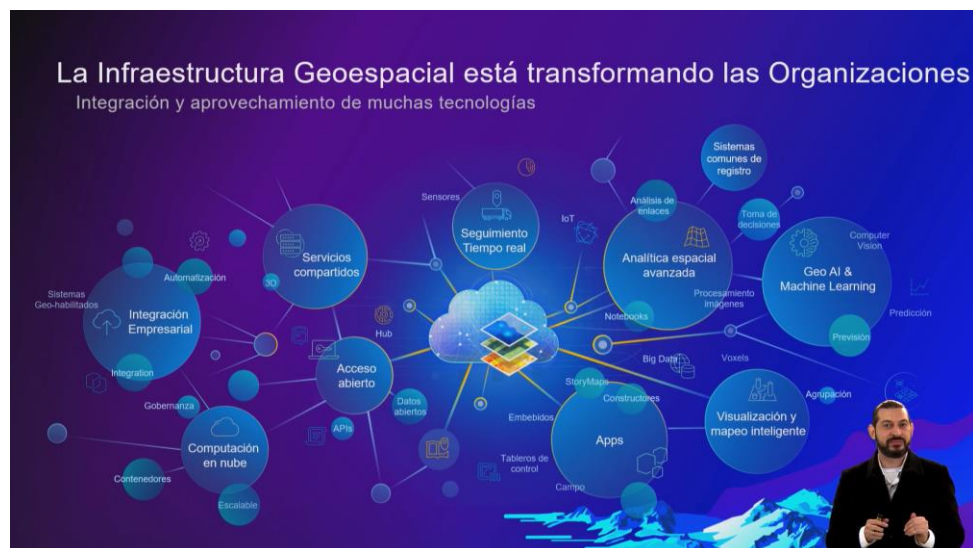 La Infraestructura Geoespacial está transformando las Organizaciones
Integración y aprovechamiento de muchas tecnologías
Sistemas
comunes de
registro
Sensores
Análisis de
enlaces
IoT
Toma de
decisiones
Seguimiento
Tiempo real
Computer
Vision
Servicios
compartidos
Analítica espacial
avanzada
Geo AI &
Machine Learning
Automatización
3D
Sistemas
Geo-habilitados
Procesamiento
imágenes
Integración
Empresarial
Notebooks
Predicción
Hub
Previsión
Big Data
Voxels
Integration
Acceso
abierto
StoryMaps
Constructores
Agrupación
Gobernanza
Datos
abiertos
Embebidos
Visualización y
mapeo inteligente
APIs
Apps
Computación
en nube
Tableros de
control
Contenedores
Campo
Escalable